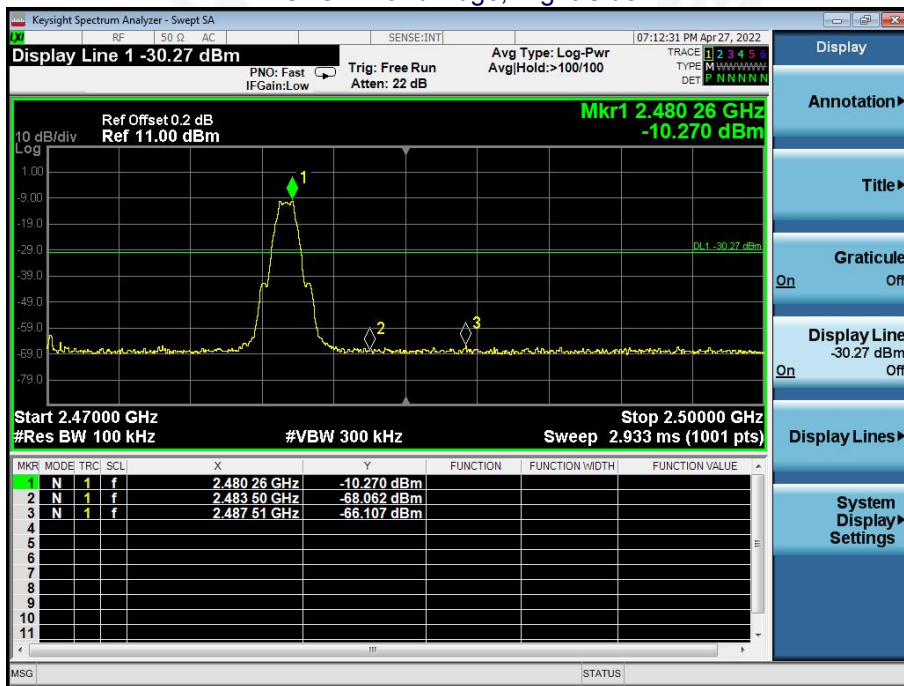 Keysight Spectrum Analyzer - Swept SA
LXI RF 50 Ω AC SENSE:INT 07:12:31 PM Apr 27, 2022
Display Line 1 -30.27 dBm
PNO: Fast
IFGain:Low
Trig: Free Run
Atten: 22 dB
Avg Type: Log-Pwr
Avg|Hold:>100/100
TRACE 1 2 3 4 5 6
TYPE M WWWWW
DET P N N N N N
Mkr1 2.480 26 GHz
-10.270 dBm
Ref Offset 0.2 dB
10 dB/div Ref 11.00 dBm
Log
1.00
-9.00
-19.0
-29.0
-39.0
-49.0
-59.0
-69.0
-79.0
1
2
3
DL1 -30.27 dBm
Start 2.47000 GHz Stop 2.50000 GHz
#Res BW 100 kHz #VBW 300 kHz Sweep 2.933 ms (1001 pts)
MKR MODE TRC SCL X Y FUNCTION FUNCTION WIDTH FUNCTION VALUE
1 N 1 f 2.480 26 GHz -10.270 dBm
2 N 1 f 2.483 50 GHz -68.062 dBm
3 N 1 f 2.487 51 GHz -66.107 dBm
4
5
6
7
8
9
10
11
MSG STATUS
Display
Annotation
Title
Graticule
On Off
Display Line
-30.27 dBm
On Off
Display Lines
System
Display
Settings